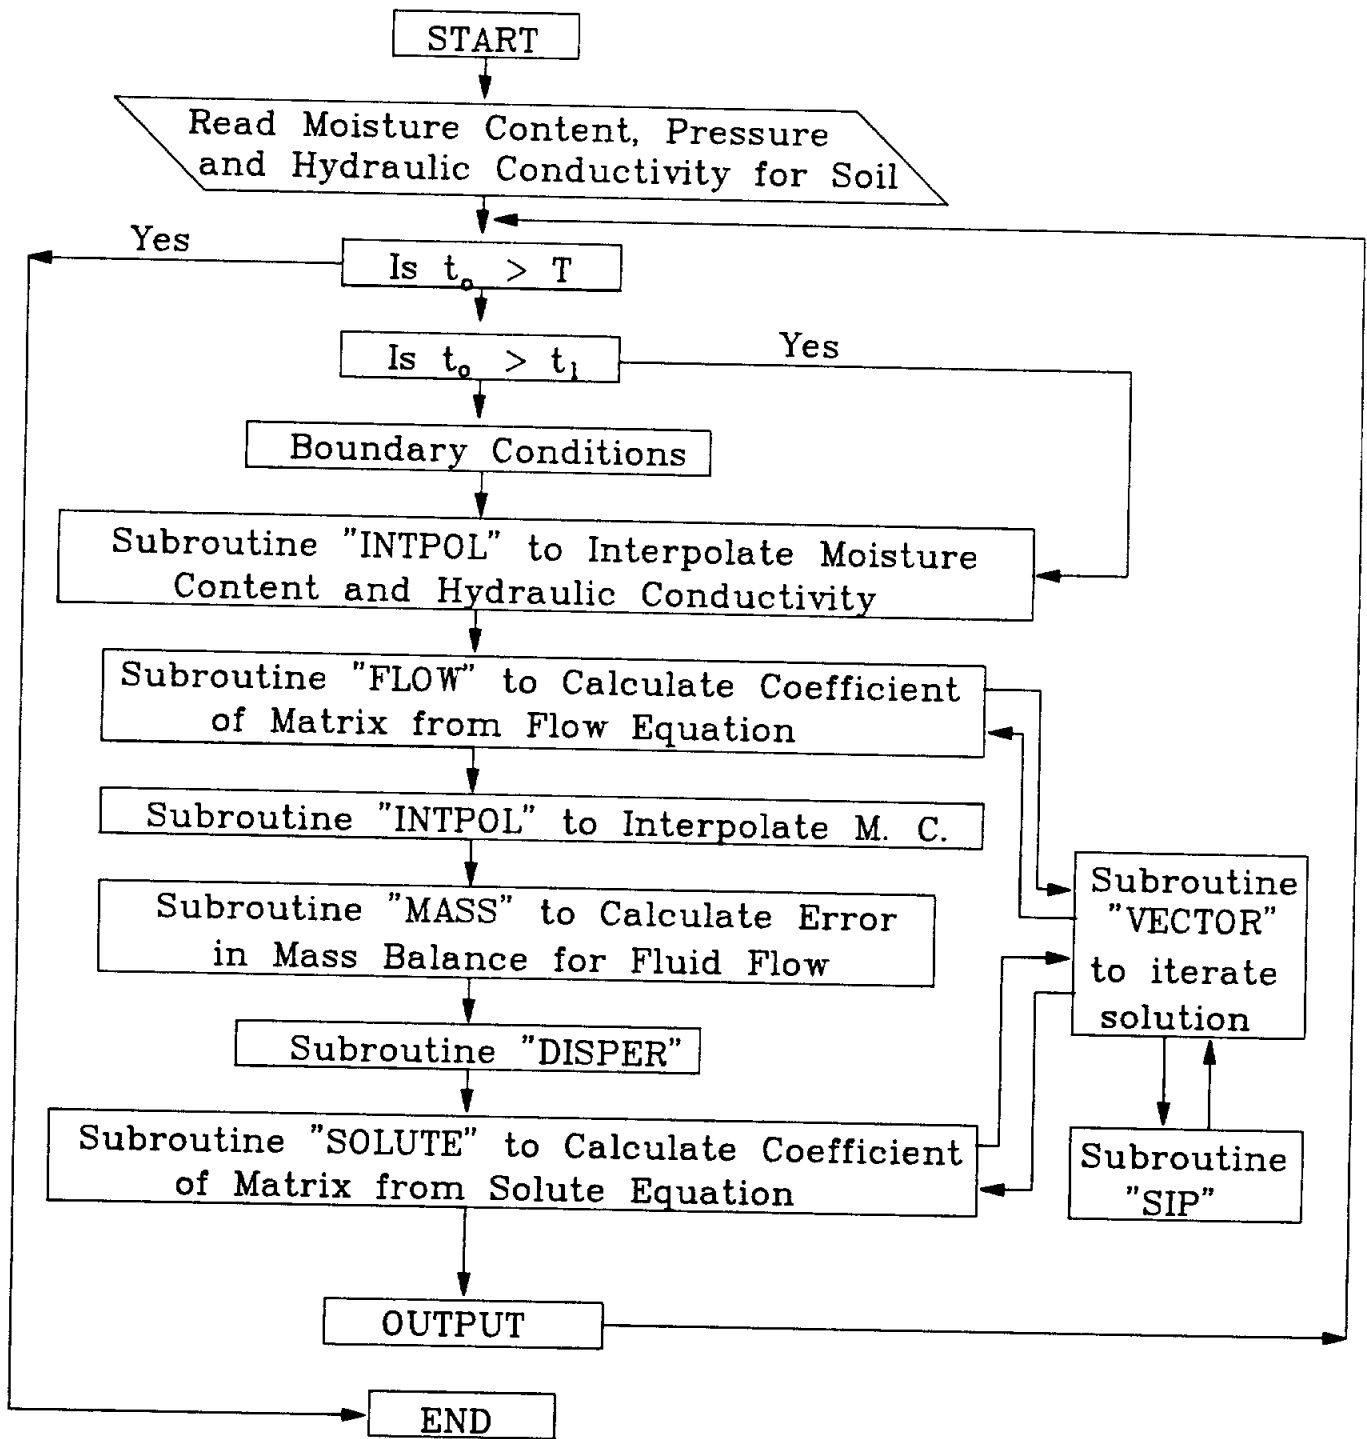 START
Read Moisture Content, Pressure
and Hydraulic Conductivity for Soil
Yes
Is tₒ > T
Is tₒ > t₁
Yes
Boundary Conditions
Subroutine "INTPOL" to Interpolate Moisture
Content and Hydraulic Conductivity
Subroutine "FLOW" to Calculate Coefficient
of Matrix from Flow Equation
Subroutine "INTPOL" to Interpolate M. C.
Subroutine "MASS" to Calculate Error
in Mass Balance for Fluid Flow
Subroutine "DISPER"
Subroutine "SOLUTE" to Calculate Coefficient
of Matrix from Solute Equation
Subroutine
"VECTOR"
to iterate
solution
Subroutine
"SIP"
OUTPUT
END